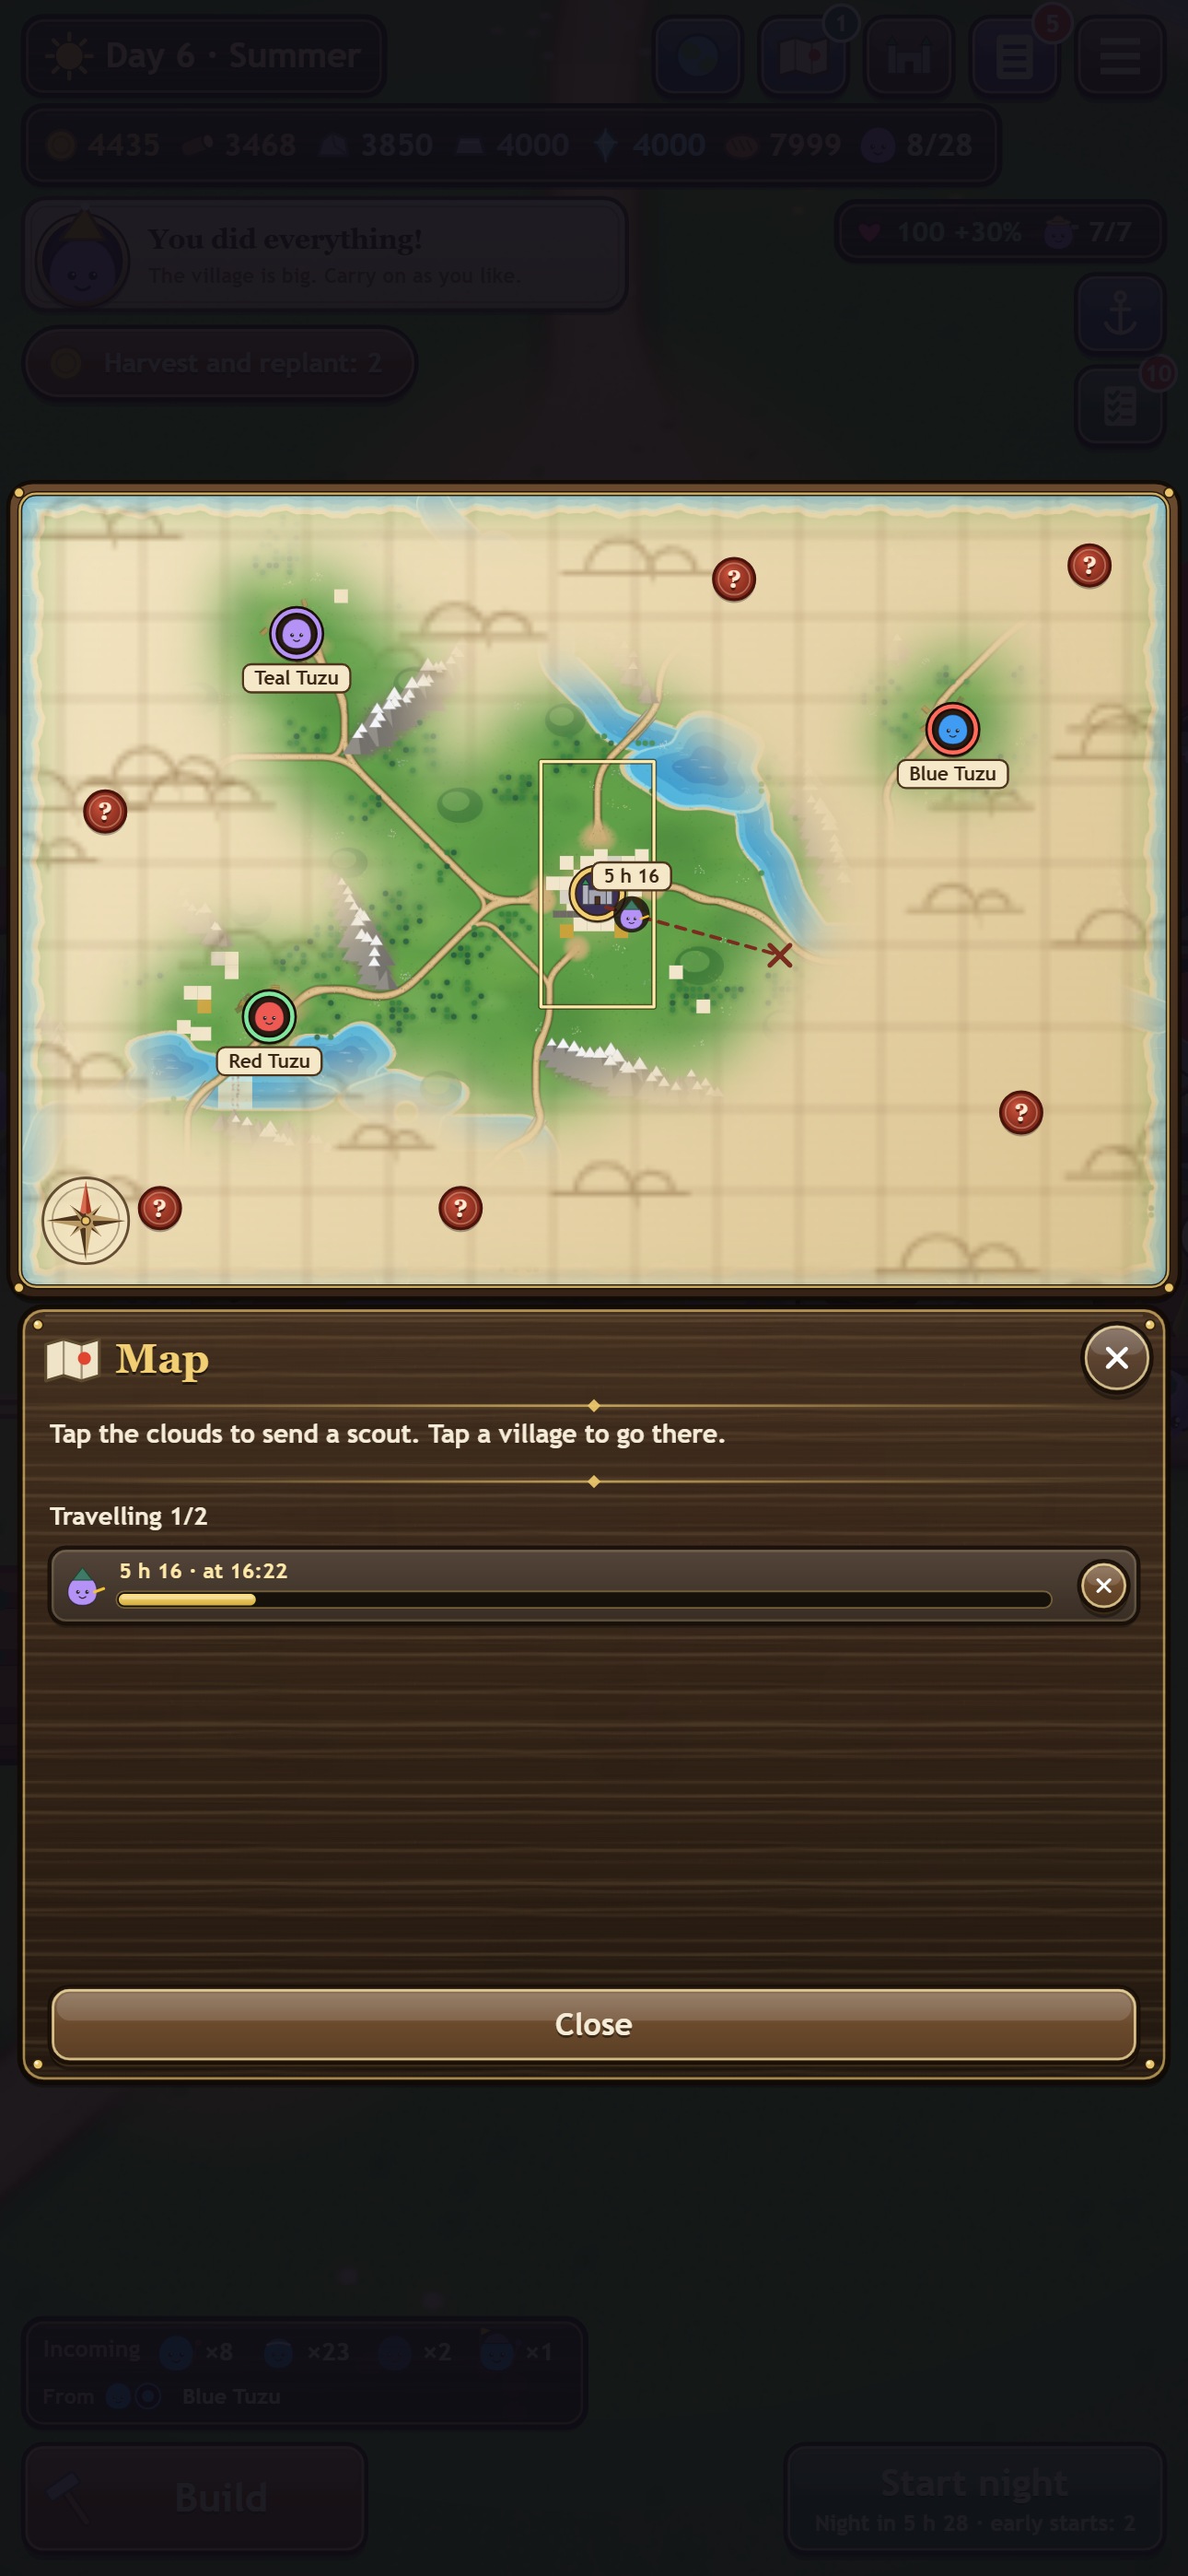 Day 6 · Summer
1
5
4435 3468 3850 4000 4000 7999 8/28
You did everything!
The village is big. Carry on as you like.
100 +30% 7/7
Harvest and replant: 2
10
?
?
Teal Tuzu
Blue Tuzu
?
5 h 16
Red Tuzu
?
?
?
Map
Tap the clouds to send a scout. Tap a village to go there.
Travelling 1/2
5 h 16 · at 16:22
Close
Incoming ×8 ×23 ×2 ×1
From Blue Tuzu
Build
Start night
Night in 5 h 28 · early starts: 2